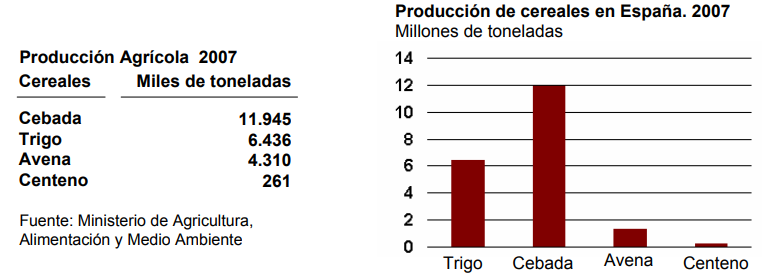 Producción Agrícola 2007
Cereales Miles de toneladas
Cebada 11.945
Trigo 6.436
Avena 4.310
Centeno 261
Fuente: Ministerio de Agricultura,
Alimentación y Medio Ambiente
Producción de cereales en España. 2007
Millones de toneladas
14
12
10
8
6
4
2
0
Trigo Cebada Avena Centeno